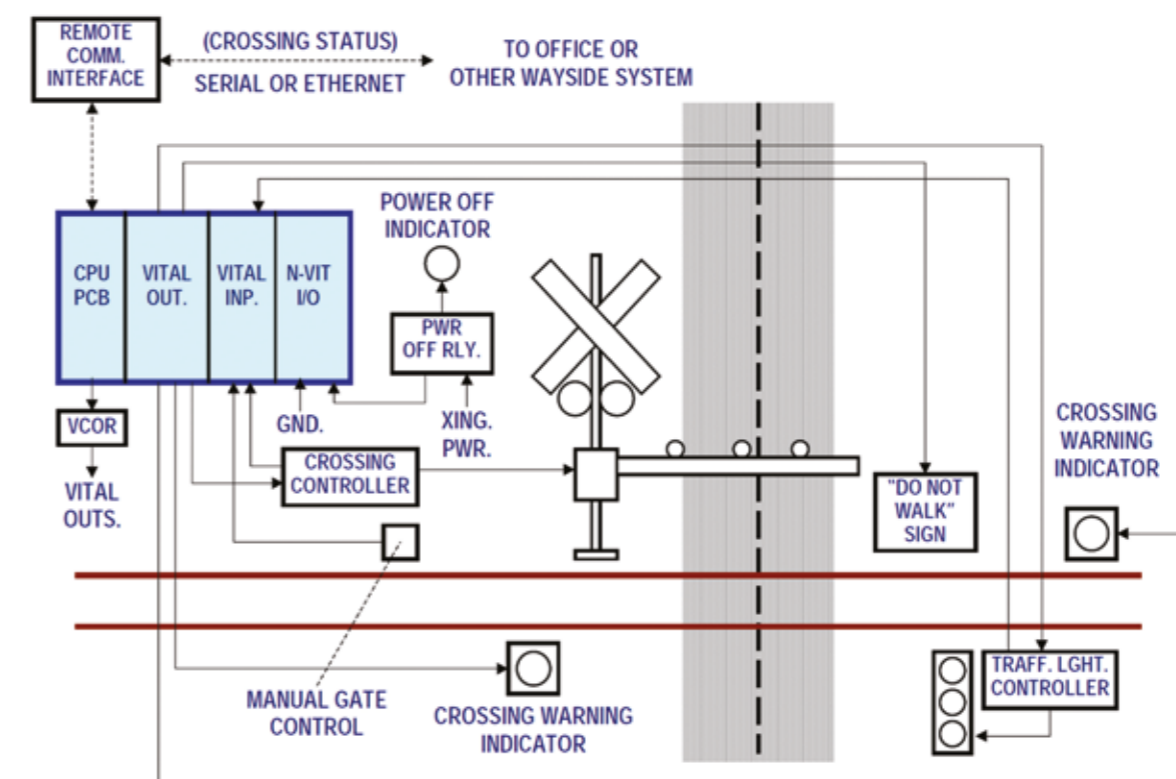 REMOTE
COMM.
INTERFACE
(CROSSING STATUS)
SERIAL OR ETHERNET
TO OFFICE OR
OTHER WAYSIDE SYSTEM
POWER OFF
INDICATOR
CPU
PCB
VITAL
OUT.
VITAL
INP.
N-VIT
I/O
PWR
OFF RLY.
VCOR
GND.
XING.
PWR.
CROSSING
CONTROLLER
VITAL
OUTS.
"DO NOT
WALK"
SIGN
CROSSING
WARNING
INDICATOR
MANUAL GATE
CONTROL
CROSSING WARNING
INDICATOR
TRAFF. LGHT.
CONTROLLER